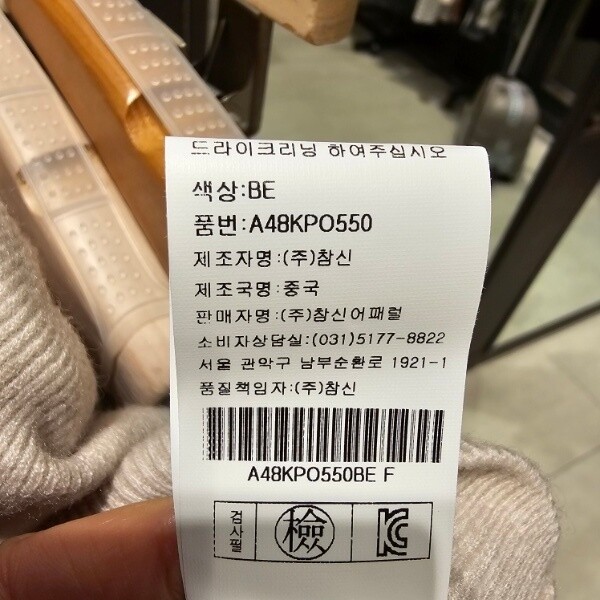 드라이크리닝 하여주십시오
색상:BE
품번:A48KPO550
제조자명:(주)참신
제조국명:중국
판매자명:(주)참신어패럴
소비자상담실:(031)5177-8822
서울 관악구 남부순환로 1921-1
품질책임자:(주)참신
A48KPO550BE F
검사필 檢 KC